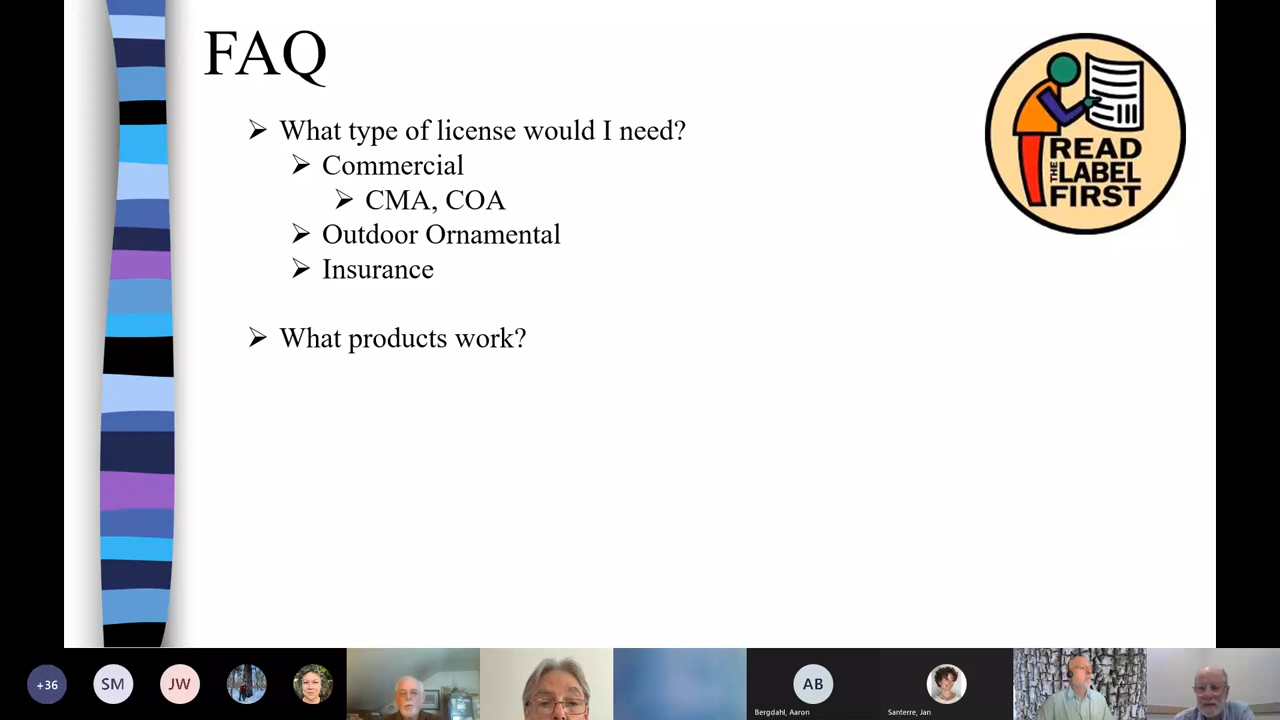 FAQ
What type of license would I need?
Commercial
CMA, COA
Outdoor Ornamental
Insurance
What products work?
READ
THE LABEL
FIRST
+36
SM
JW
AB
Bergdahl, Aaron
Santerre, Jan